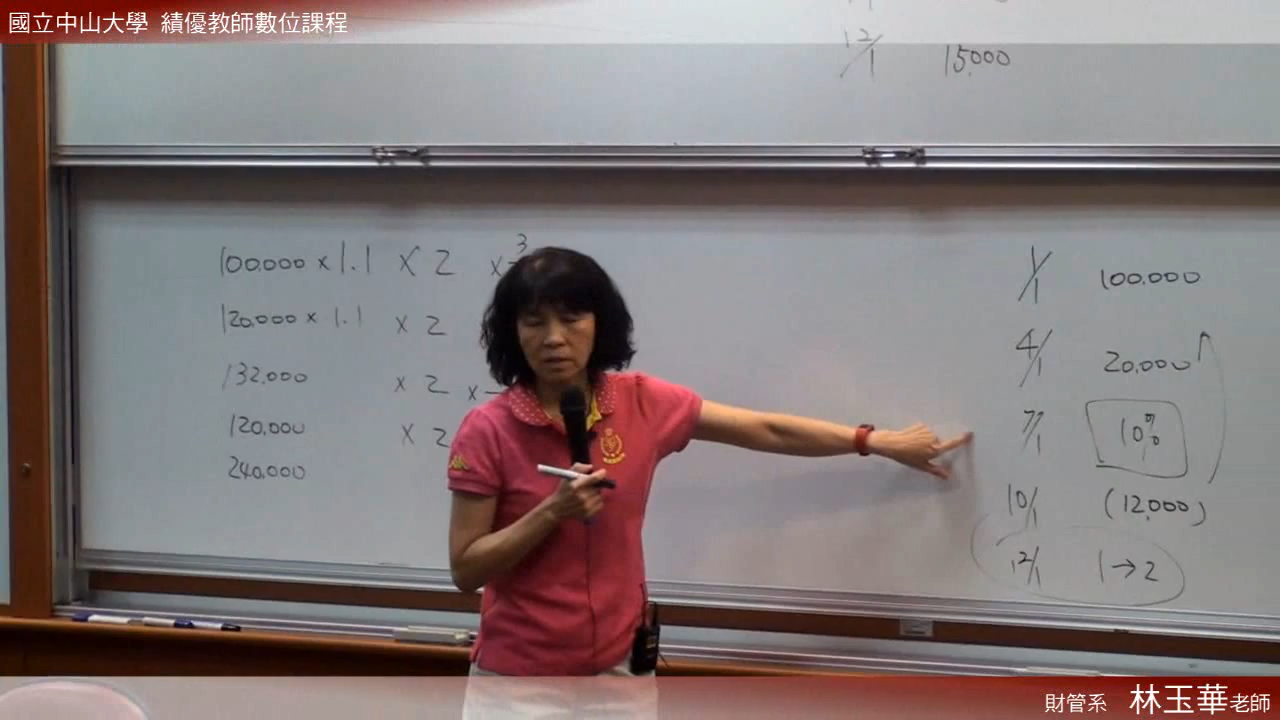 國立中山大學 績優教師數位課程
12/1 15,000
100,000 × 1.1 × 2 × 3
120,000 × 1.1 × 2
132,000 × 2 ×
120,000 × 2
240,000
1/1 100,000
4/1 20,000
7/1 10%
10/1 (12,000)
12/1 1→2
財管系 林玉華老師